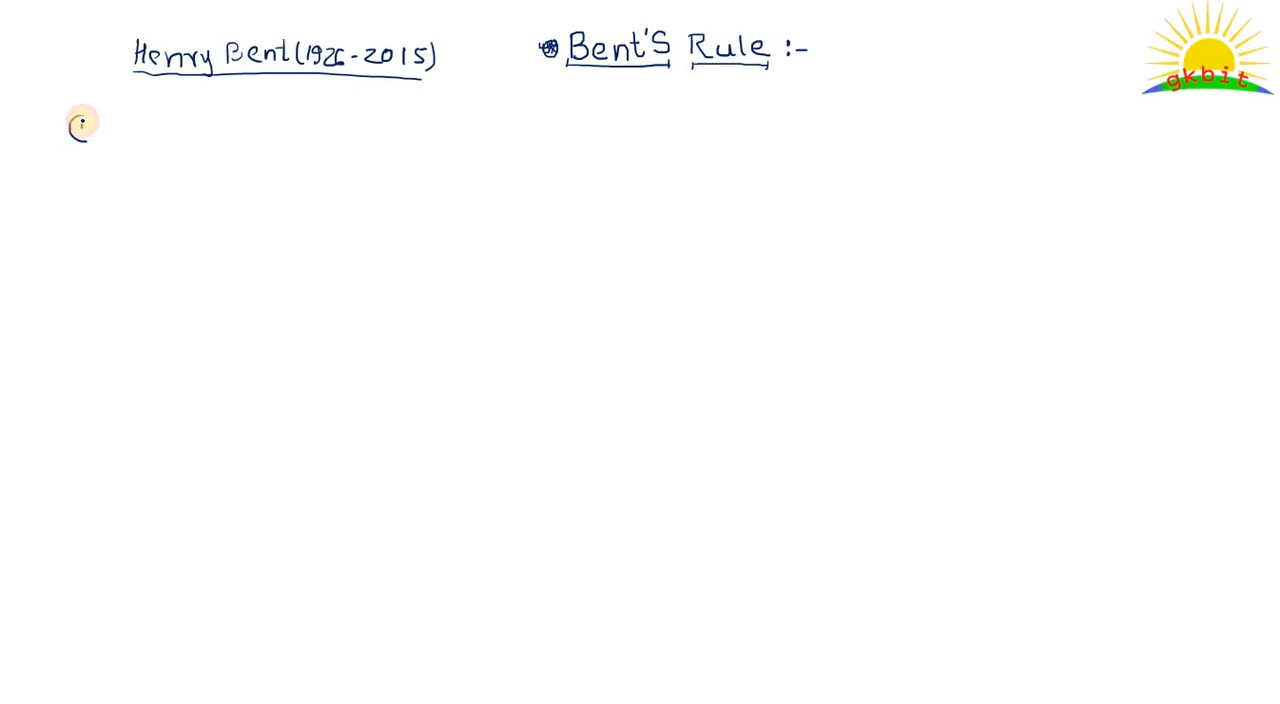 Henry Bent (1926-2015)
Bent'S Rule :-
gkbit
(i